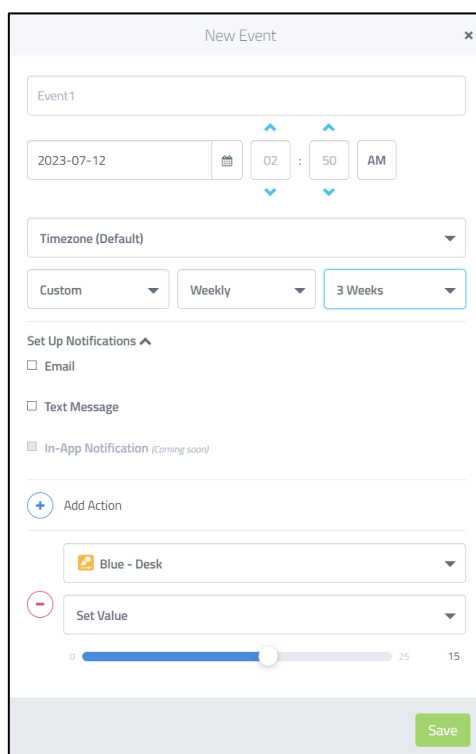 New Event ×
Event1
2023-07-12 02 : 50 AM
Timezone (Default)
Custom Weekly 3 Weeks
Set Up Notifications
Email
Text Message
In-App Notification (Coming soon)
+ Add Action
Blue - Desk
Set Value
0 25 15
Save